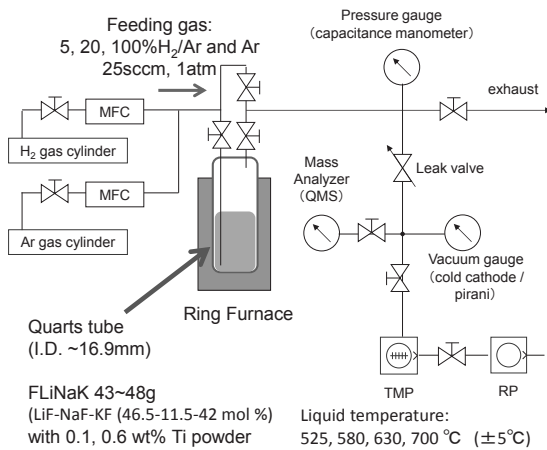 Feeding gas:
5, 20, 100%H₂/Ar and Ar
25sccm, 1atm
Pressure gauge
(capacitance manometer)
exhaust
MFC
H₂ gas cylinder
MFC
Ar gas cylinder
Mass
Analyzer
(QMS)
Leak valve
Vacuum gauge
(cold cathode /
pirani)
Ring Furnace
Quarts tube
(I.D. ~16.9mm)
TMP
RP
FLiNaK 43~48g
(LiF-NaF-KF (46.5-11.5-42 mol %)
with 0.1, 0.6 wt% Ti powder
Liquid temperature:
525, 580, 630, 700 ℃ (±5℃)